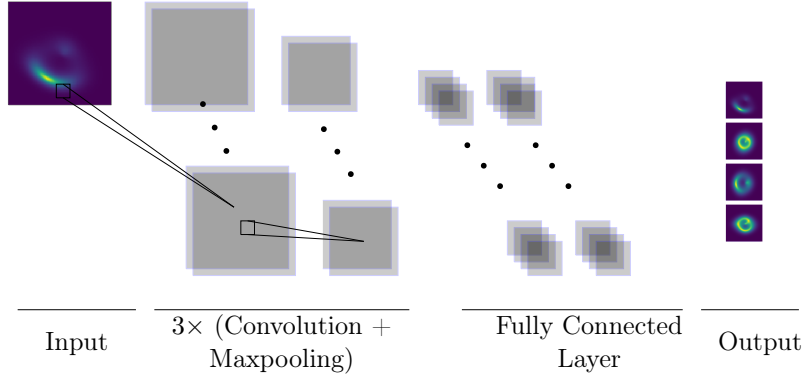 Input
3× (Convolution +
Maxpooling)
Fully Connected
Layer
Output